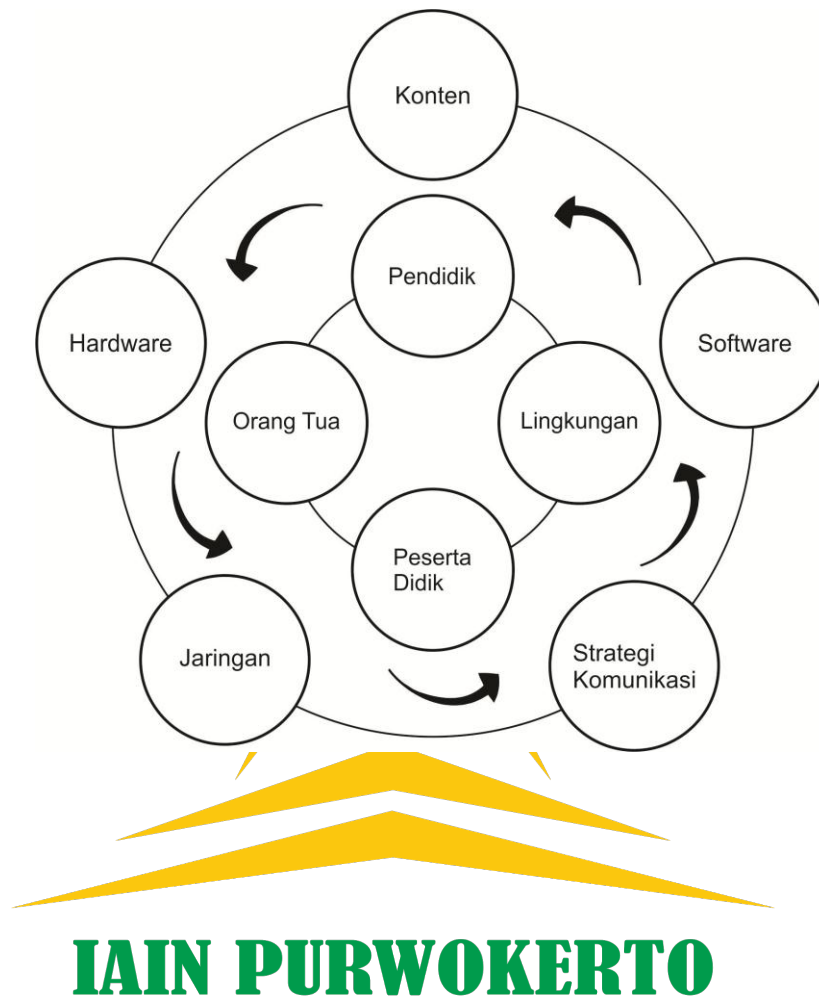 Konten
Pendidik
Hardware
Software
Orang Tua
Lingkungan
Peserta
Didik
Jaringan
Strategi
Komunikasi
IAIN PURWOKERTO